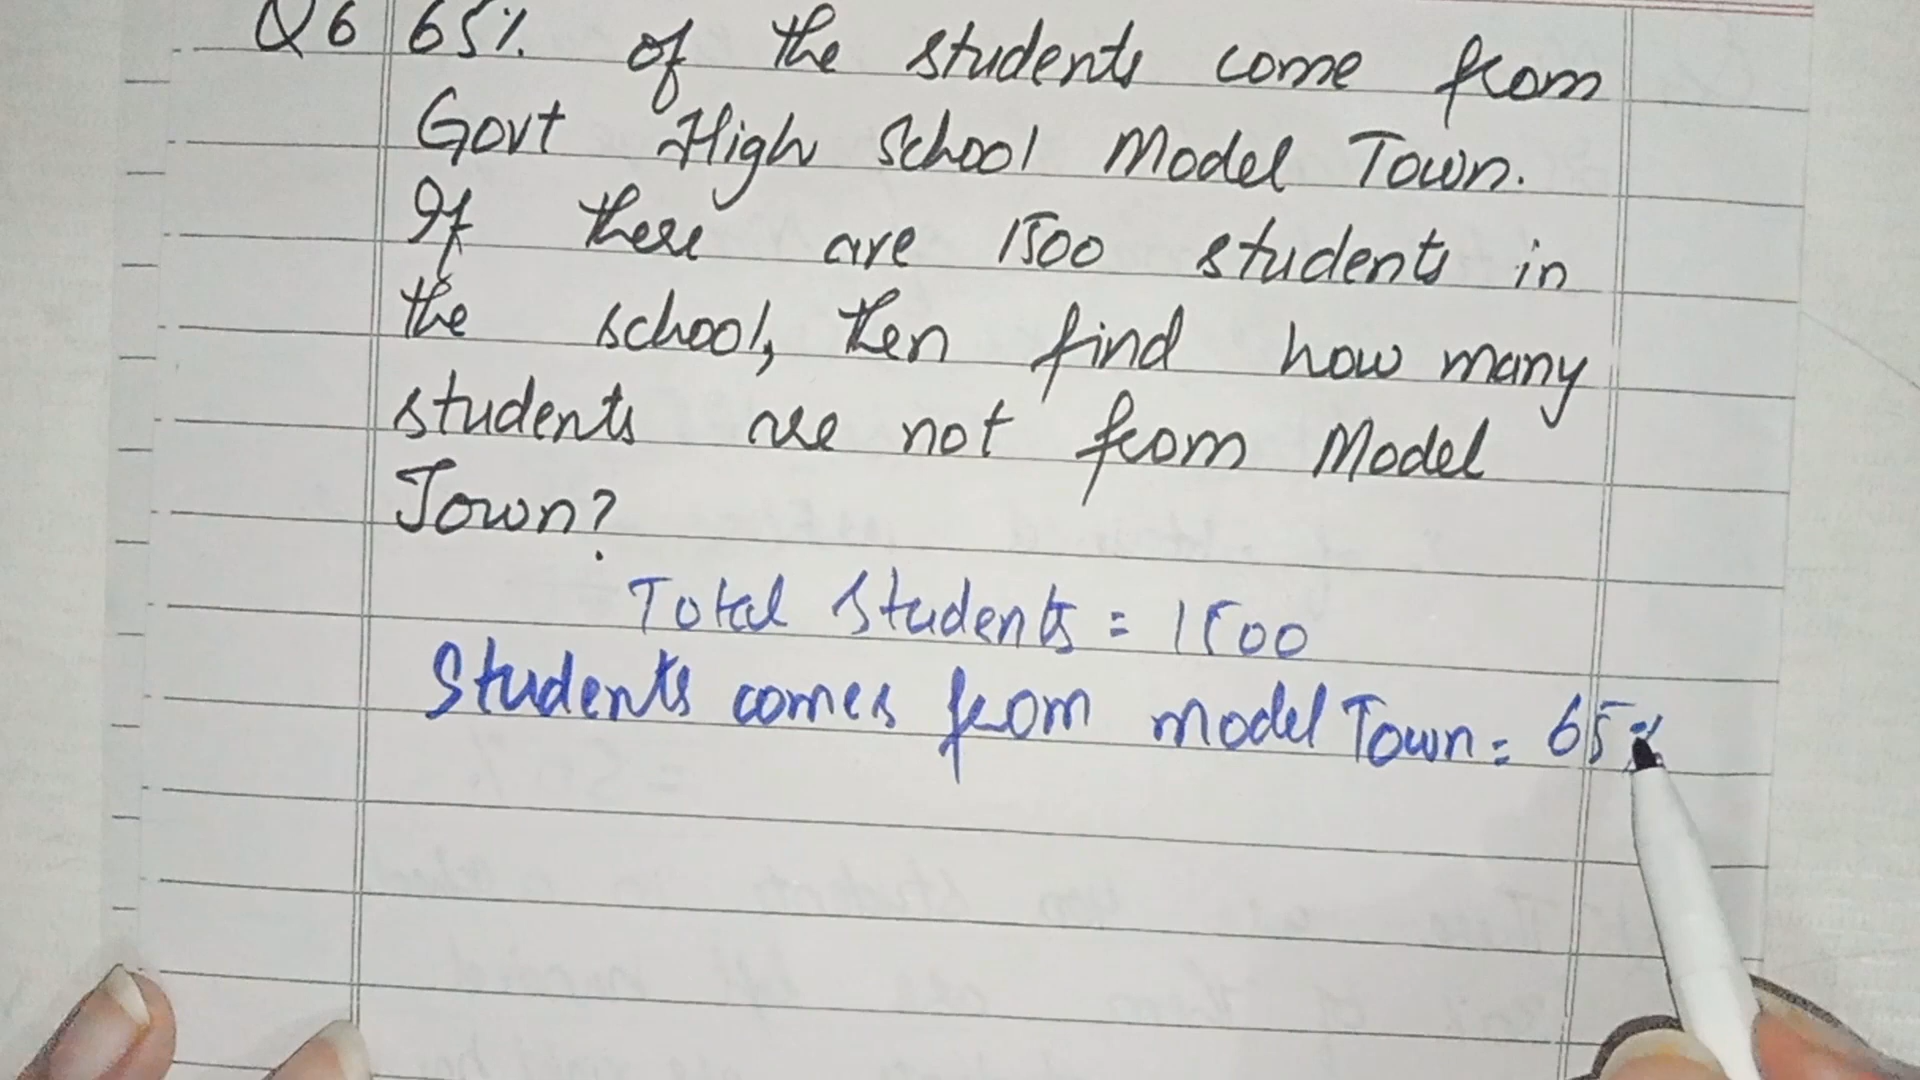 Q6 65% of the students come from
Govt High School Model Town.
If there are 1500 students in
the school, then find how many
students are not from Model
Town?
Total Students = 1500
Students comes from model Town = 65%